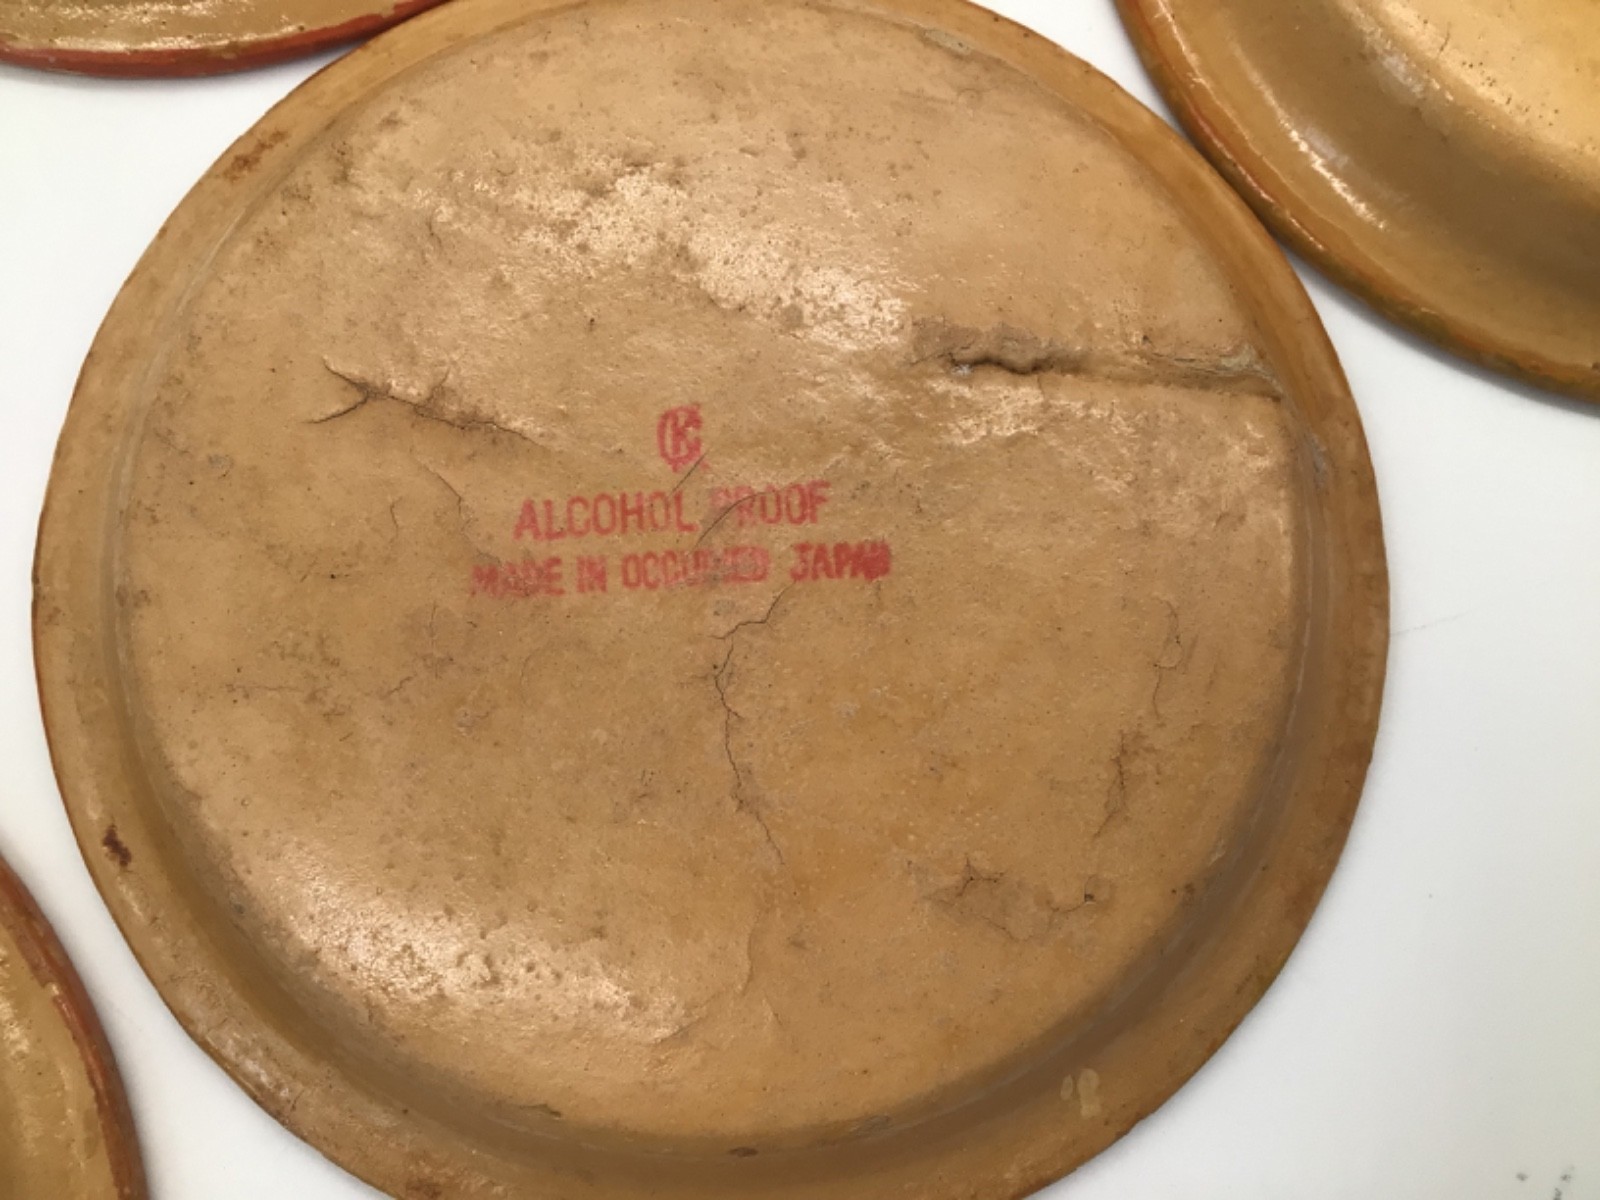 ALCOHOL PROOF
MADE IN OCCUPIED JAPAN